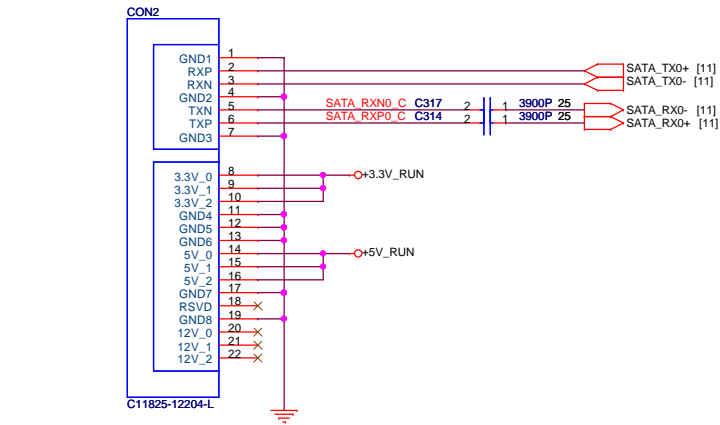 CON2
GND1 1
RXP 2 SATA_TX0+ [11]
RXN 3 SATA_TX0- [11]
GND2 4
TXN 5 SATA_RXN0_C C317 2 1 3900P 25 SATA_RX0- [11]
TXP 6 SATA_RXP0_C C314 2 1 3900P 25 SATA_RX0+ [11]
GND3 7
3.3V_0 8 +3.3V_RUN
3.3V_1 9
3.3V_2 10
GND4 11
GND5 12
GND6 13
5V_0 14 +5V_RUN
5V_1 15
5V_2 16
GND7 17
RSVD 18
GND8 19
12V_0 20
12V_1 21
12V_2 22
C11825-12204-L